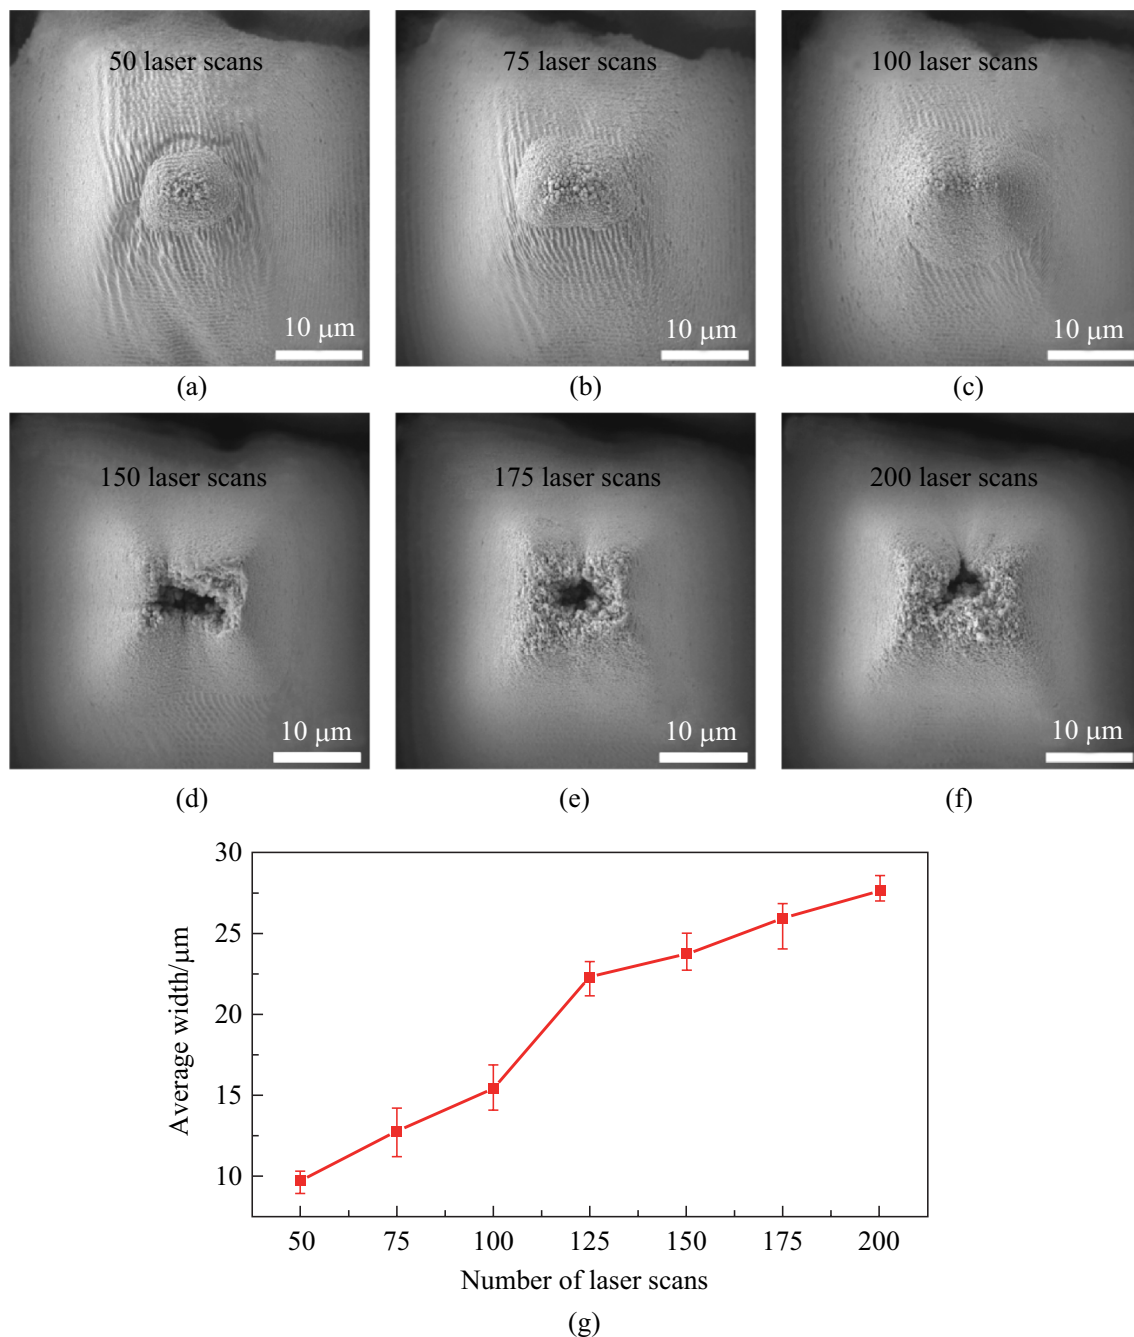 50 laser scans
75 laser scans
100 laser scans
10 μm
10 μm
10 μm
(a)
(b)
(c)
150 laser scans
175 laser scans
200 laser scans
10 μm
10 μm
10 μm
(d)
(e)
(f)
30
25
20
15
10
Average width/μm
50
75
100
125
150
175
200
Number of laser scans
(g)